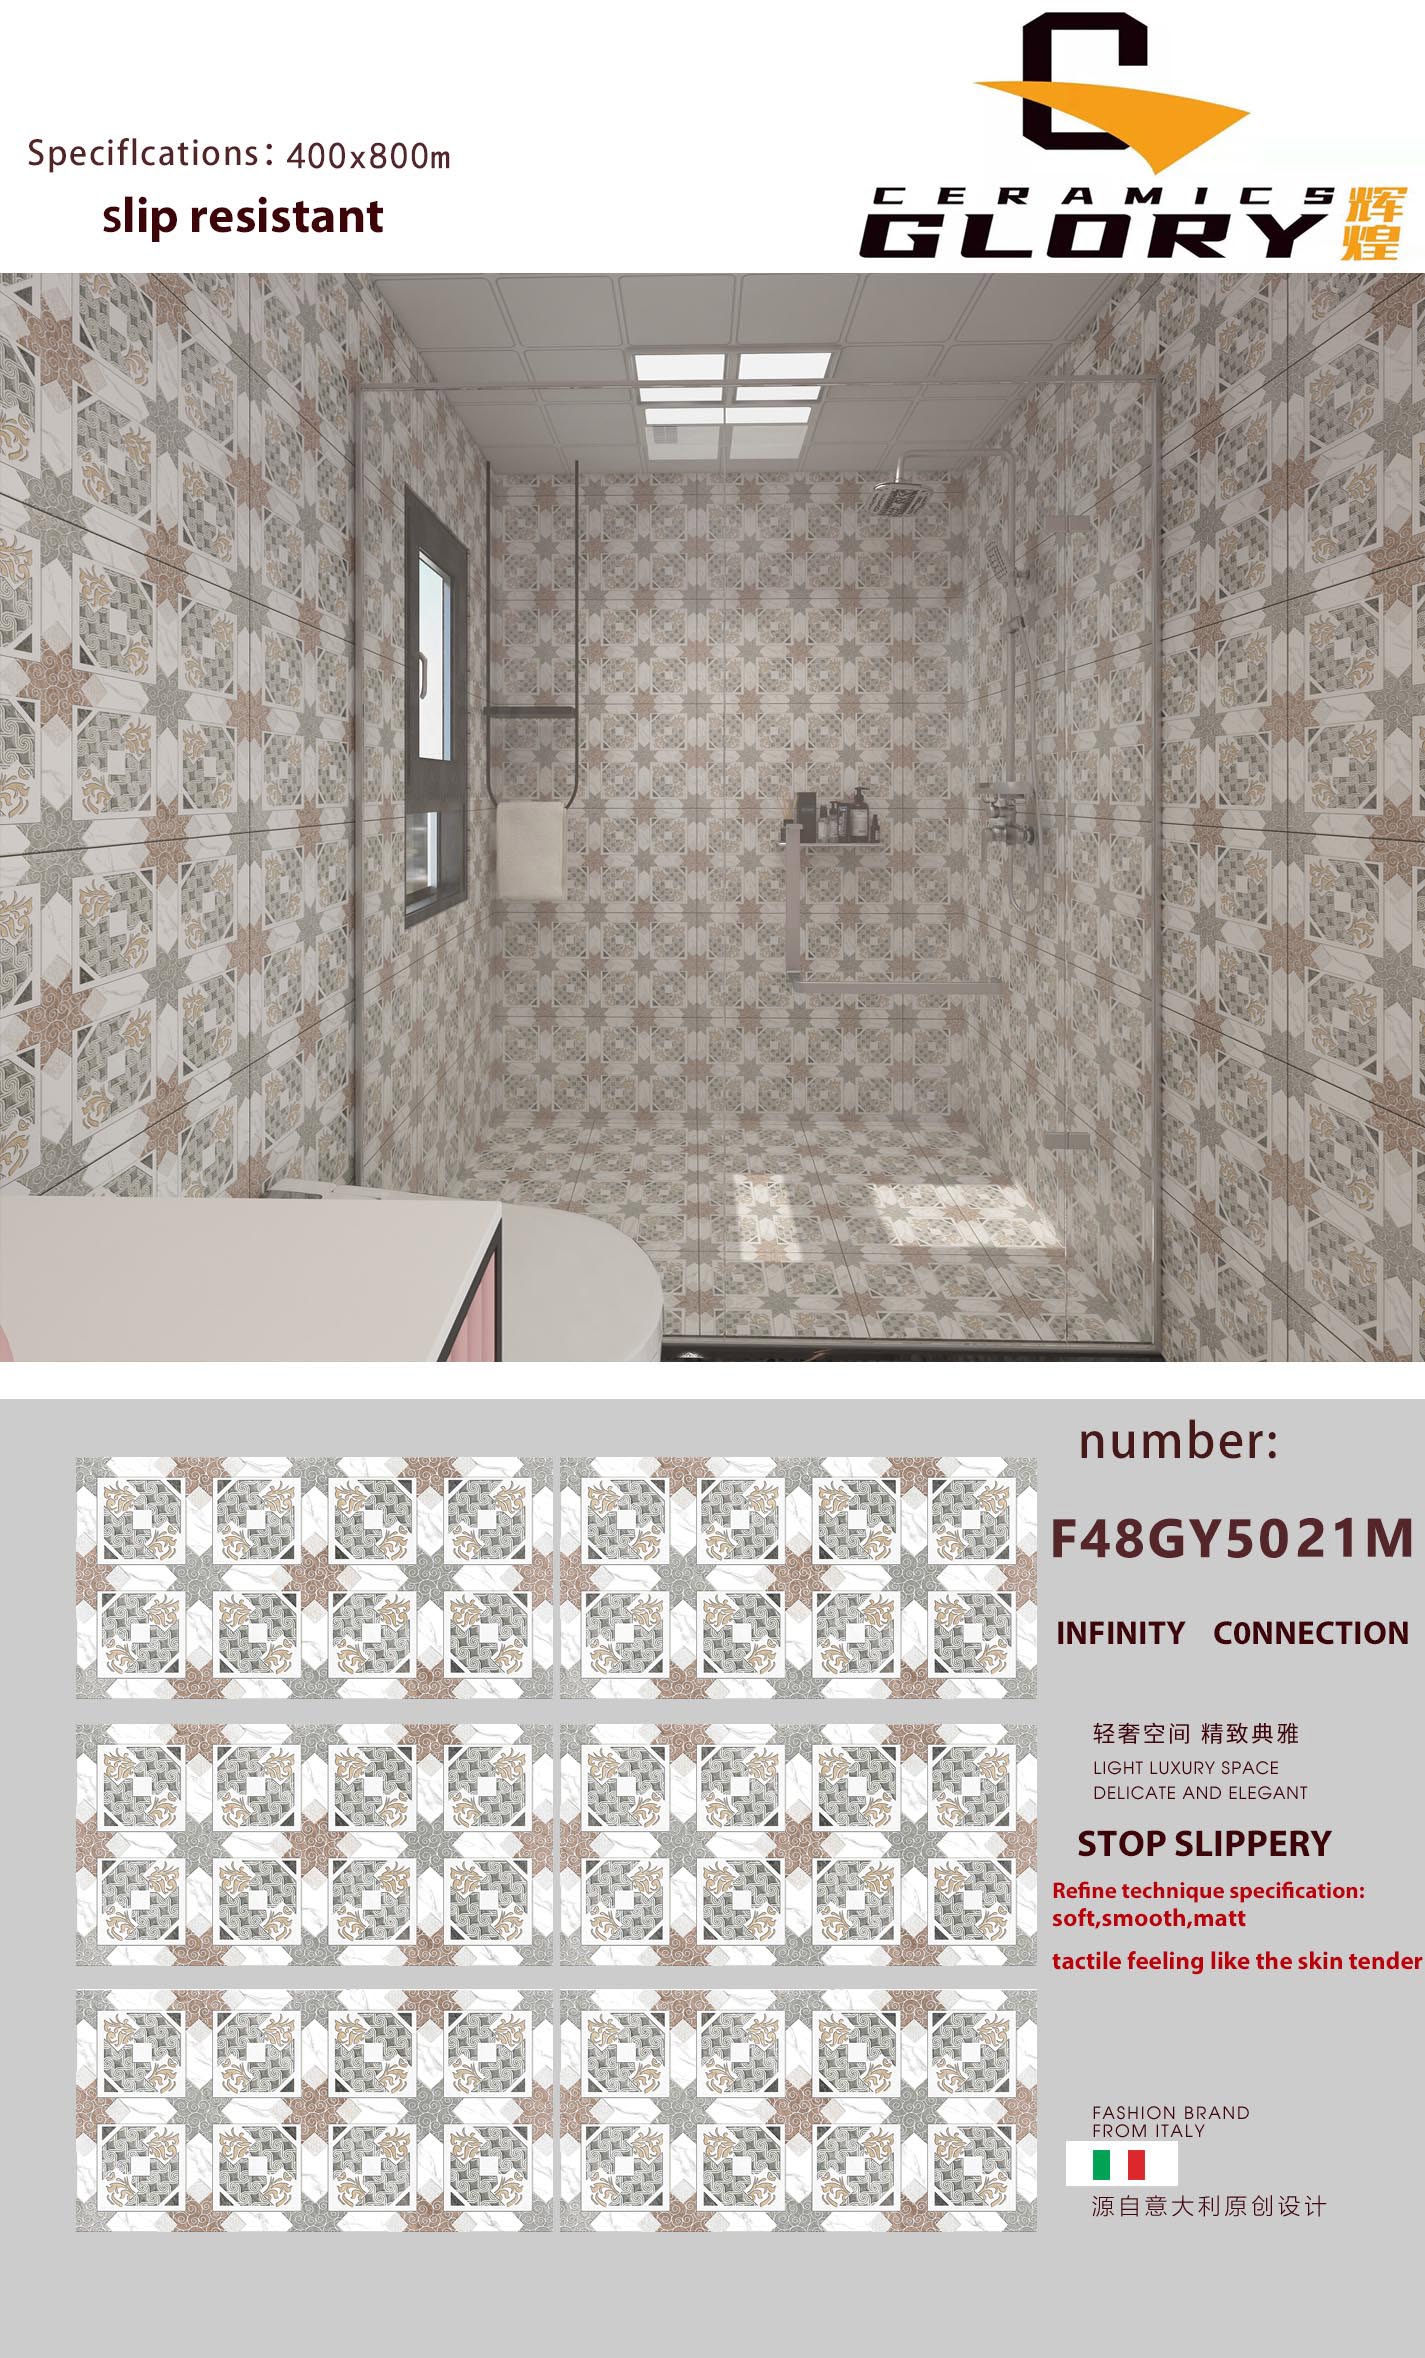 Speciflcations: 400x800m
slip resistant
C
CERAMICS
GLORY 辉煌
number:
F48GY5021M
INFINITY C0NNECTION
轻奢空间 精致典雅
LIGHT LUXURY SPACE
DELICATE AND ELEGANT
STOP SLIPPERY
Refine technique specification:
soft,smooth,matt
tactile feeling like the skin tender
FASHION BRAND
FROM ITALY
源自意大利原创设计